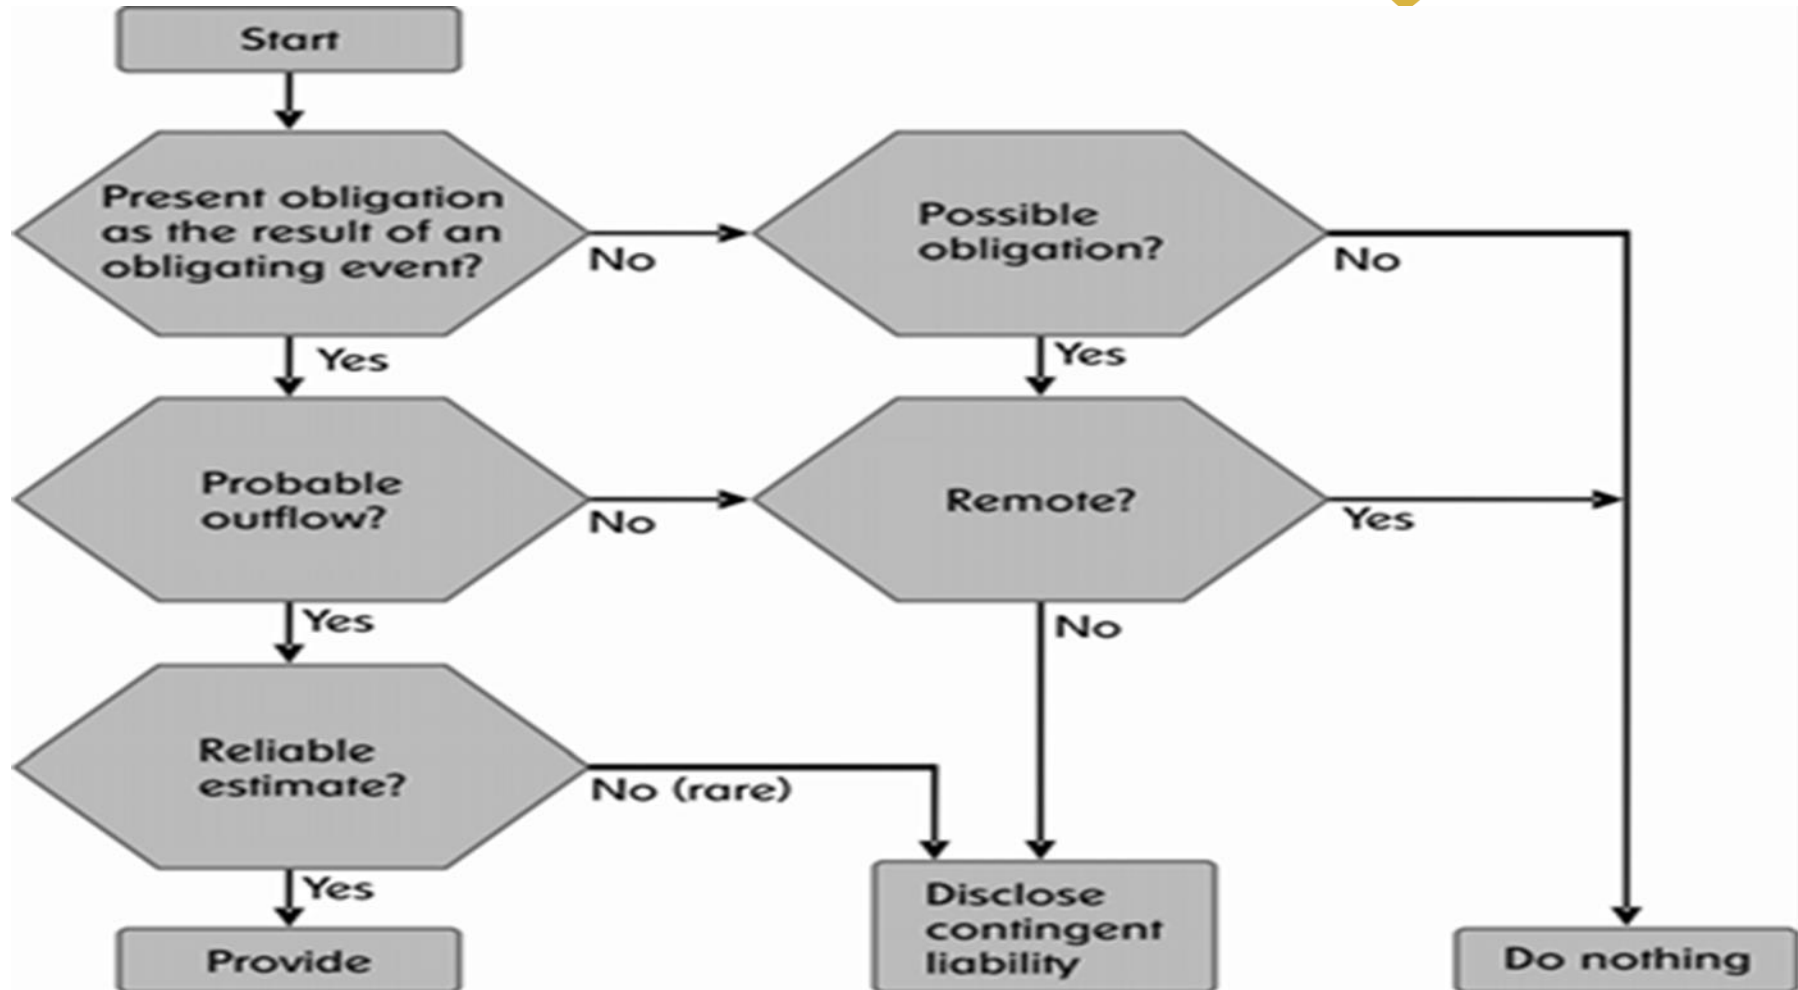 Start
Present obligation
as the result of an
obligating event?
No
Possible
obligation?
No
Yes
Yes
Probable
outflow?
No
Remote?
Yes
Yes
No
Reliable
estimate?
No (rare)
Yes
Disclose
contingent
liability
Provide
Do nothing